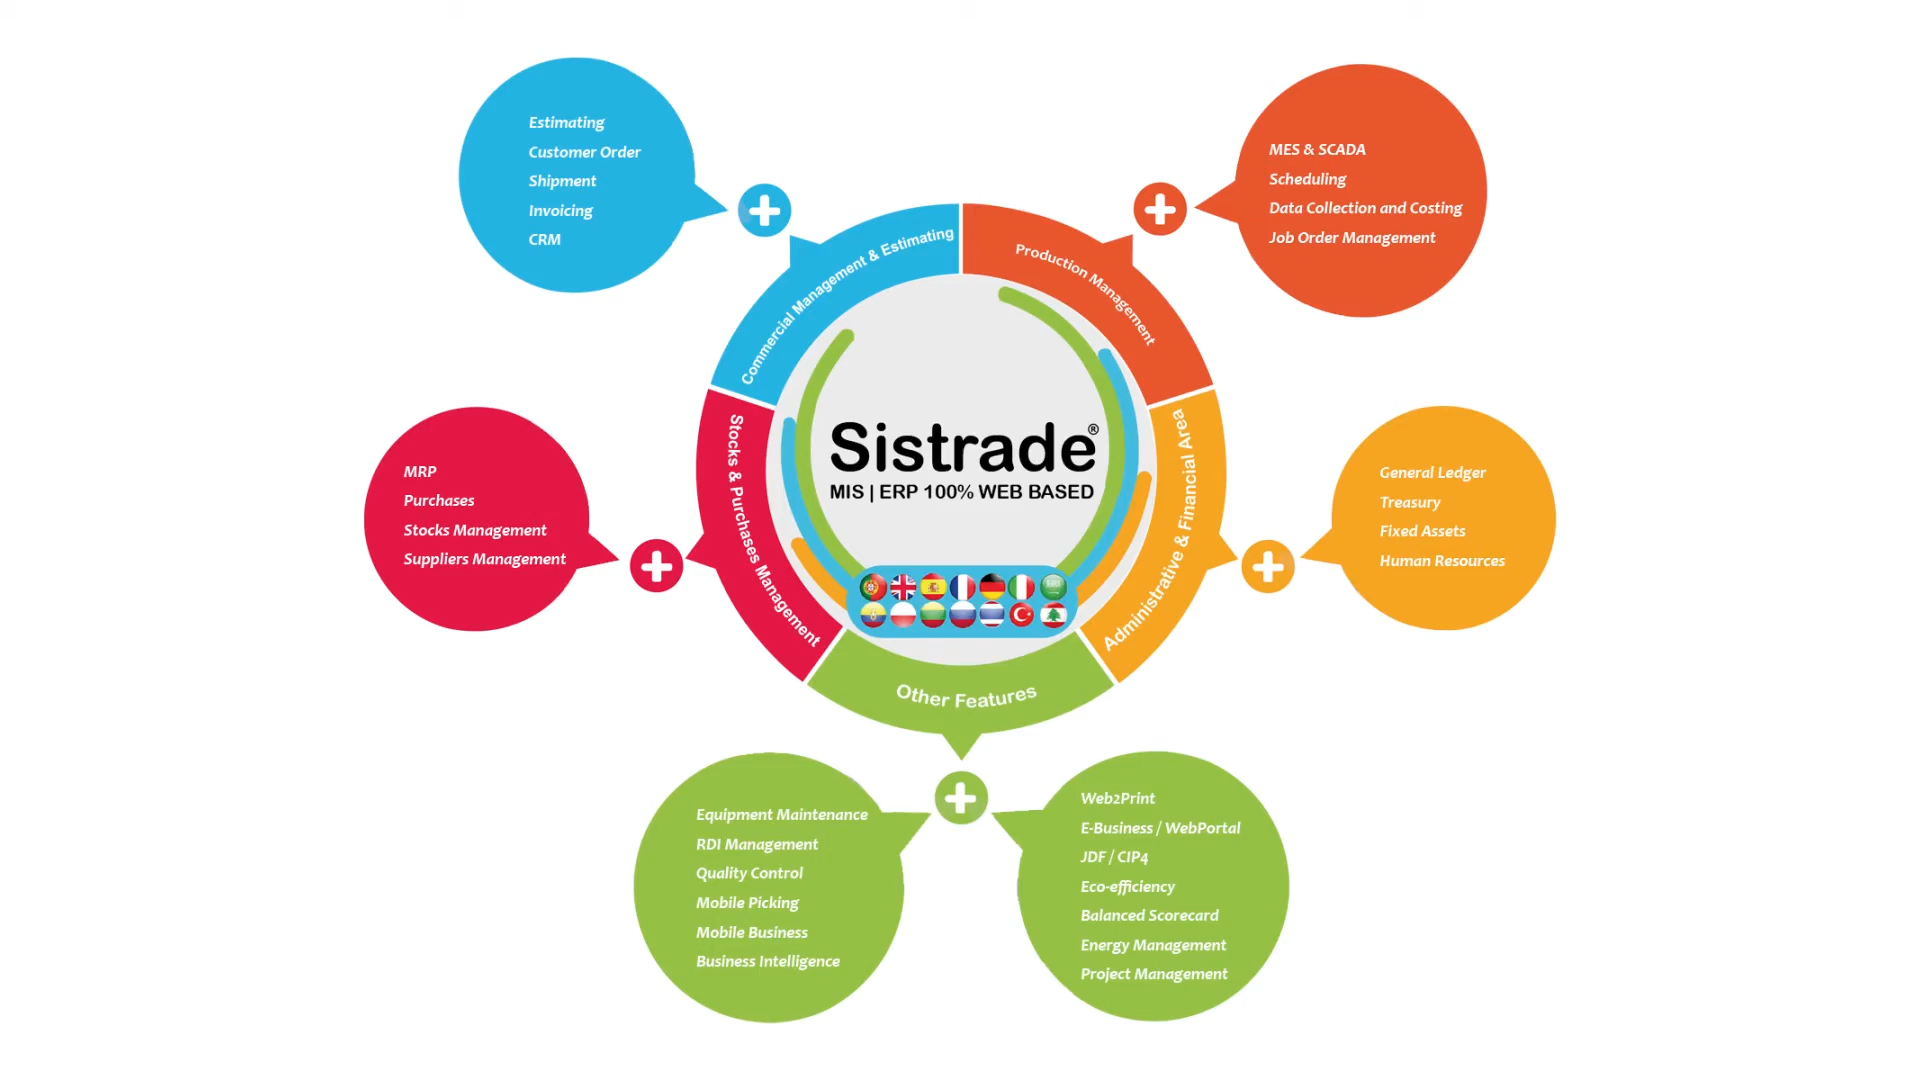 Estimating
Customer Order
Shipment
Invoicing
CRM
MES & SCADA
Scheduling
Data Collection and Costing
Job Order Management
Commercial Management & Estimating
Production Management
Stocks & Purchases Management
Administrative & Financial Area
Other Features
Sistrade®
MIS | ERP 100% WEB BASED
MRP
Purchases
Stocks Management
Suppliers Management
General Ledger
Treasury
Fixed Assets
Human Resources
Equipment Maintenance
RDI Management
Quality Control
Mobile Picking
Mobile Business
Business Intelligence
Web2Print
E-Business / WebPortal
JDF / CIP4
Eco-efficiency
Balanced Scorecard
Energy Management
Project Management